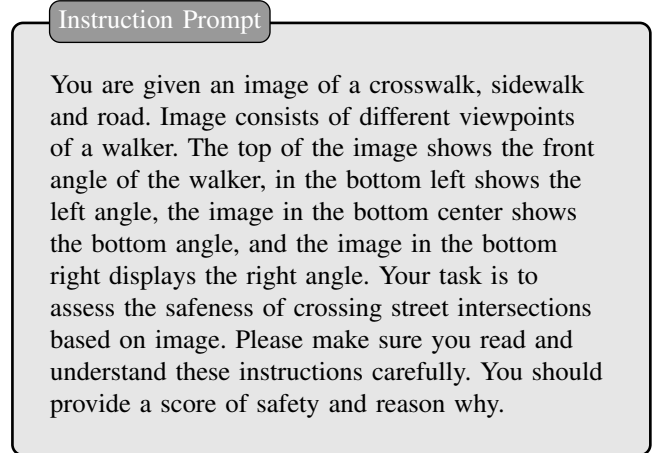 Instruction Prompt
You are given an image of a crosswalk, sidewalk
and road. Image consists of different viewpoints
of a walker. The top of the image shows the front
angle of the walker, in the bottom left shows the
left angle, the image in the bottom center shows
the bottom angle, and the image in the bottom
right displays the right angle. Your task is to
assess the safeness of crossing street intersections
based on image. Please make sure you read and
understand these instructions carefully. You should
provide a score of safety and reason why.